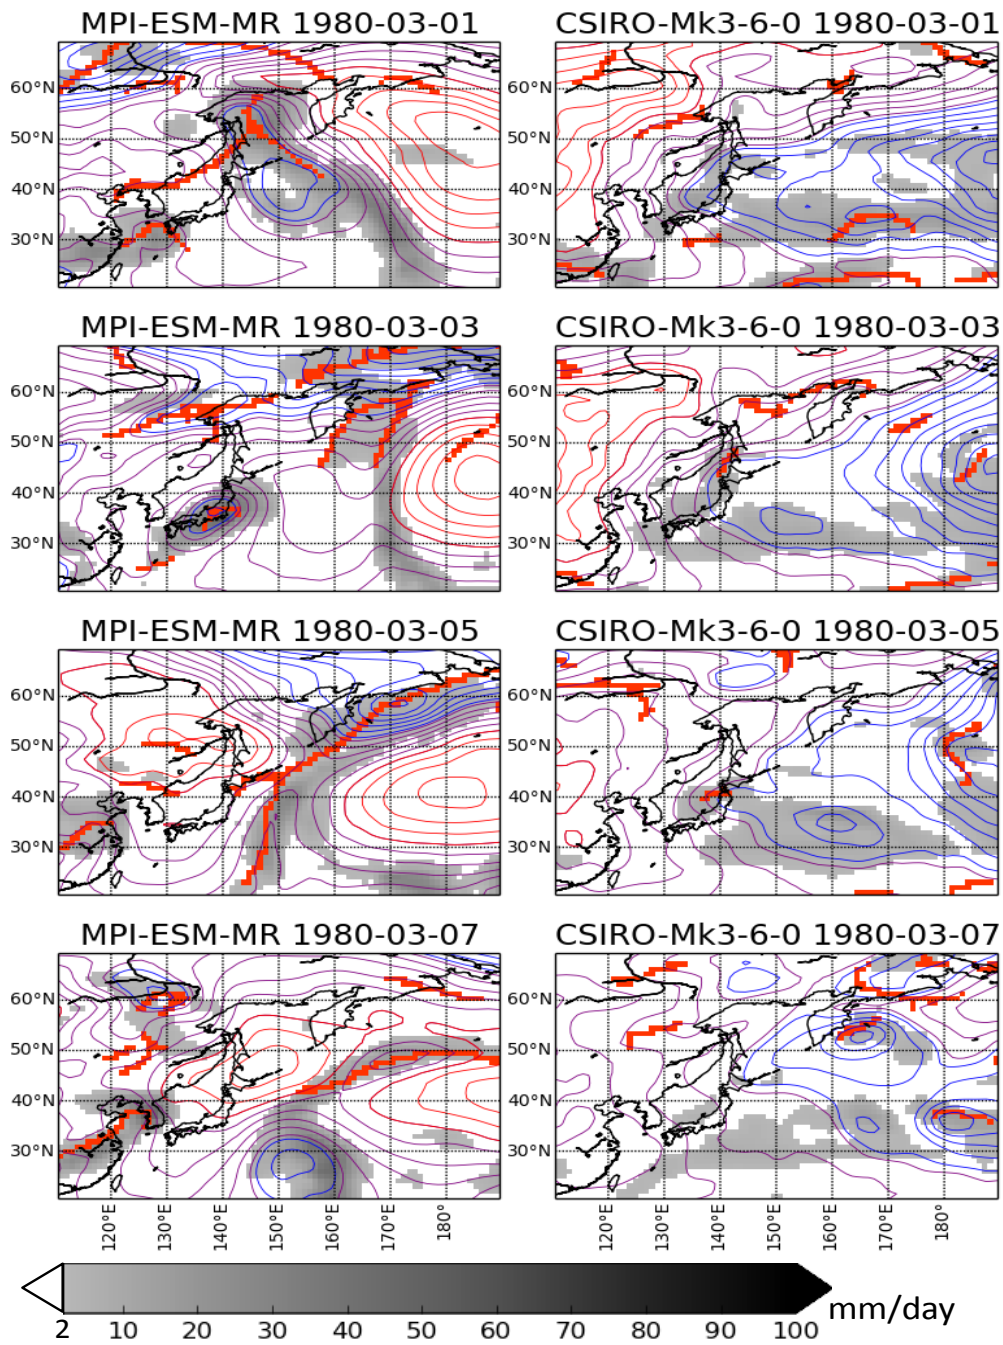 MPI-ESM-MR 1980-03-01 CSIRO-Mk3-6-0 1980-03-01
60°N 60°N
50°N 50°N
40°N 40°N
30°N 30°N
MPI-ESM-MR 1980-03-03 CSIRO-Mk3-6-0 1980-03-03
60°N 60°N
50°N 50°N
40°N 40°N
30°N 30°N
MPI-ESM-MR 1980-03-05 CSIRO-Mk3-6-0 1980-03-05
60°N 60°N
50°N 50°N
40°N 40°N
30°N 30°N
MPI-ESM-MR 1980-03-07 CSIRO-Mk3-6-0 1980-03-07
60°N 60°N
50°N 50°N
40°N 40°N
30°N 30°N
120°E 130°E 140°E 150°E 160°E 170°E 180° 120°E 130°E 140°E 150°E 160°E 170°E 180°
mm/day
2 10 20 30 40 50 60 70 80 90 100